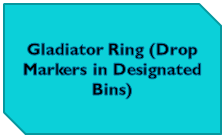 Gladiator Ring (Drop
Markers in Designated
Bins)